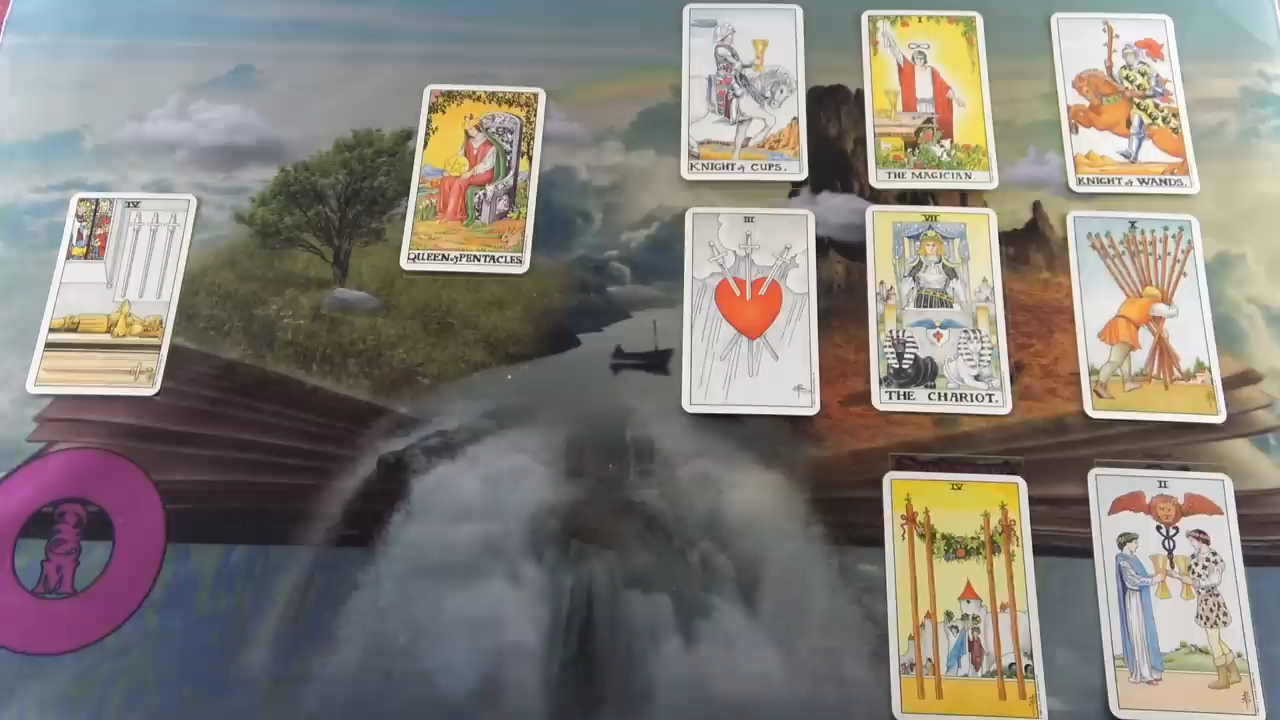 KNIGHT of CUPS.
I
THE MAGICIAN
KNIGHT of WANDS.
QUEEN of PENTACLES
IV
III
VII
THE CHARIOT.
X
IV
II